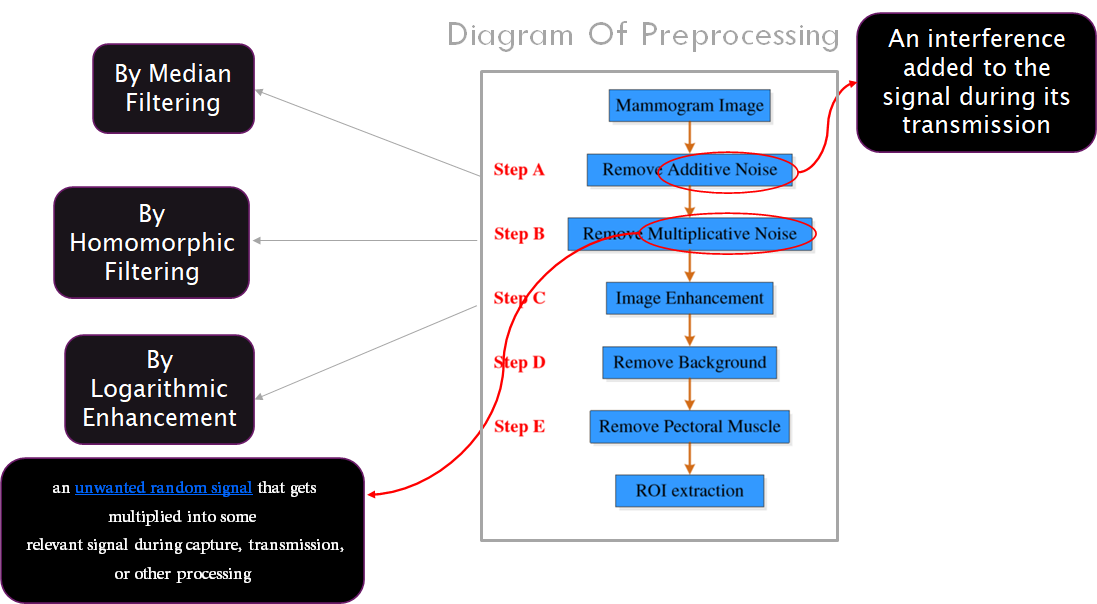 Diagram Of Preprocessing
An interference
added to the
signal during its
transmission
By Median
Filtering
By
Homomorphic
Filtering
By
Logarithmic
Enhancement
an unwanted random signal that gets
multiplied into some
relevant signal during capture, transmission,
or other processing
Mammogram Image
Step A Remove Additive Noise
Step B Remove Multiplicative Noise
Step C Image Enhancement
Step D Remove Background
Step E Remove Pectoral Muscle
ROI extraction